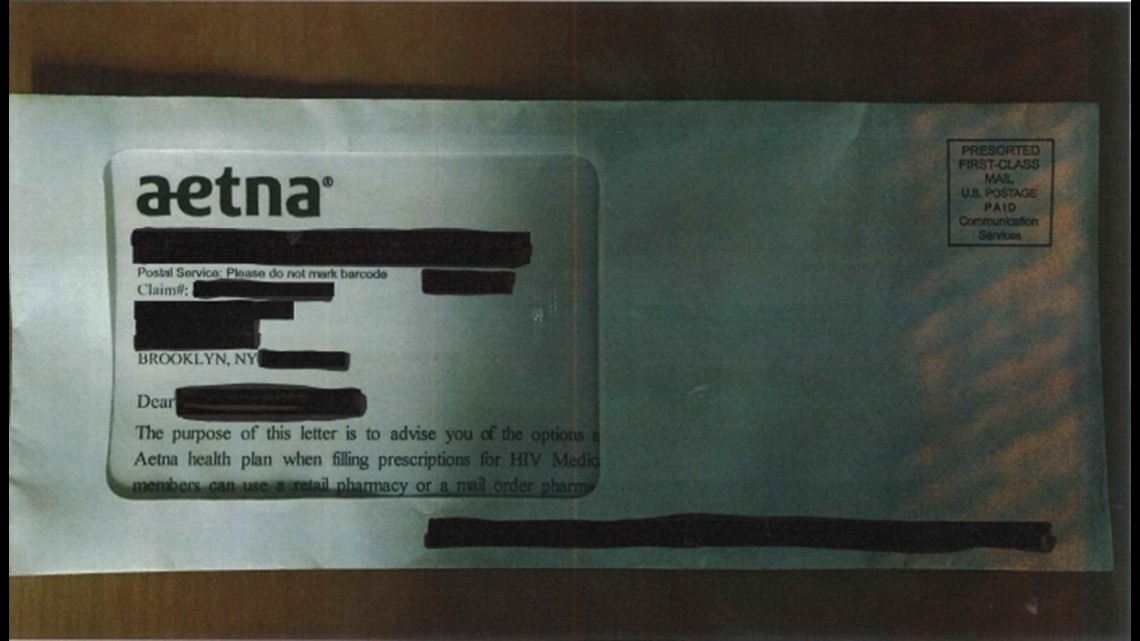 aetna®
Postal Service: Please do not mark barcode
Claim#:
BROOKLYN, NY
Dear
The purpose of this letter is to advise you of the options
Aetna health plan when filling prescriptions for HIV Medic
members can use a retail pharmacy or a mail order pharma
PRESORTED
FIRST-CLASS
MAIL
U.S. POSTAGE
PAID
Communication
Services